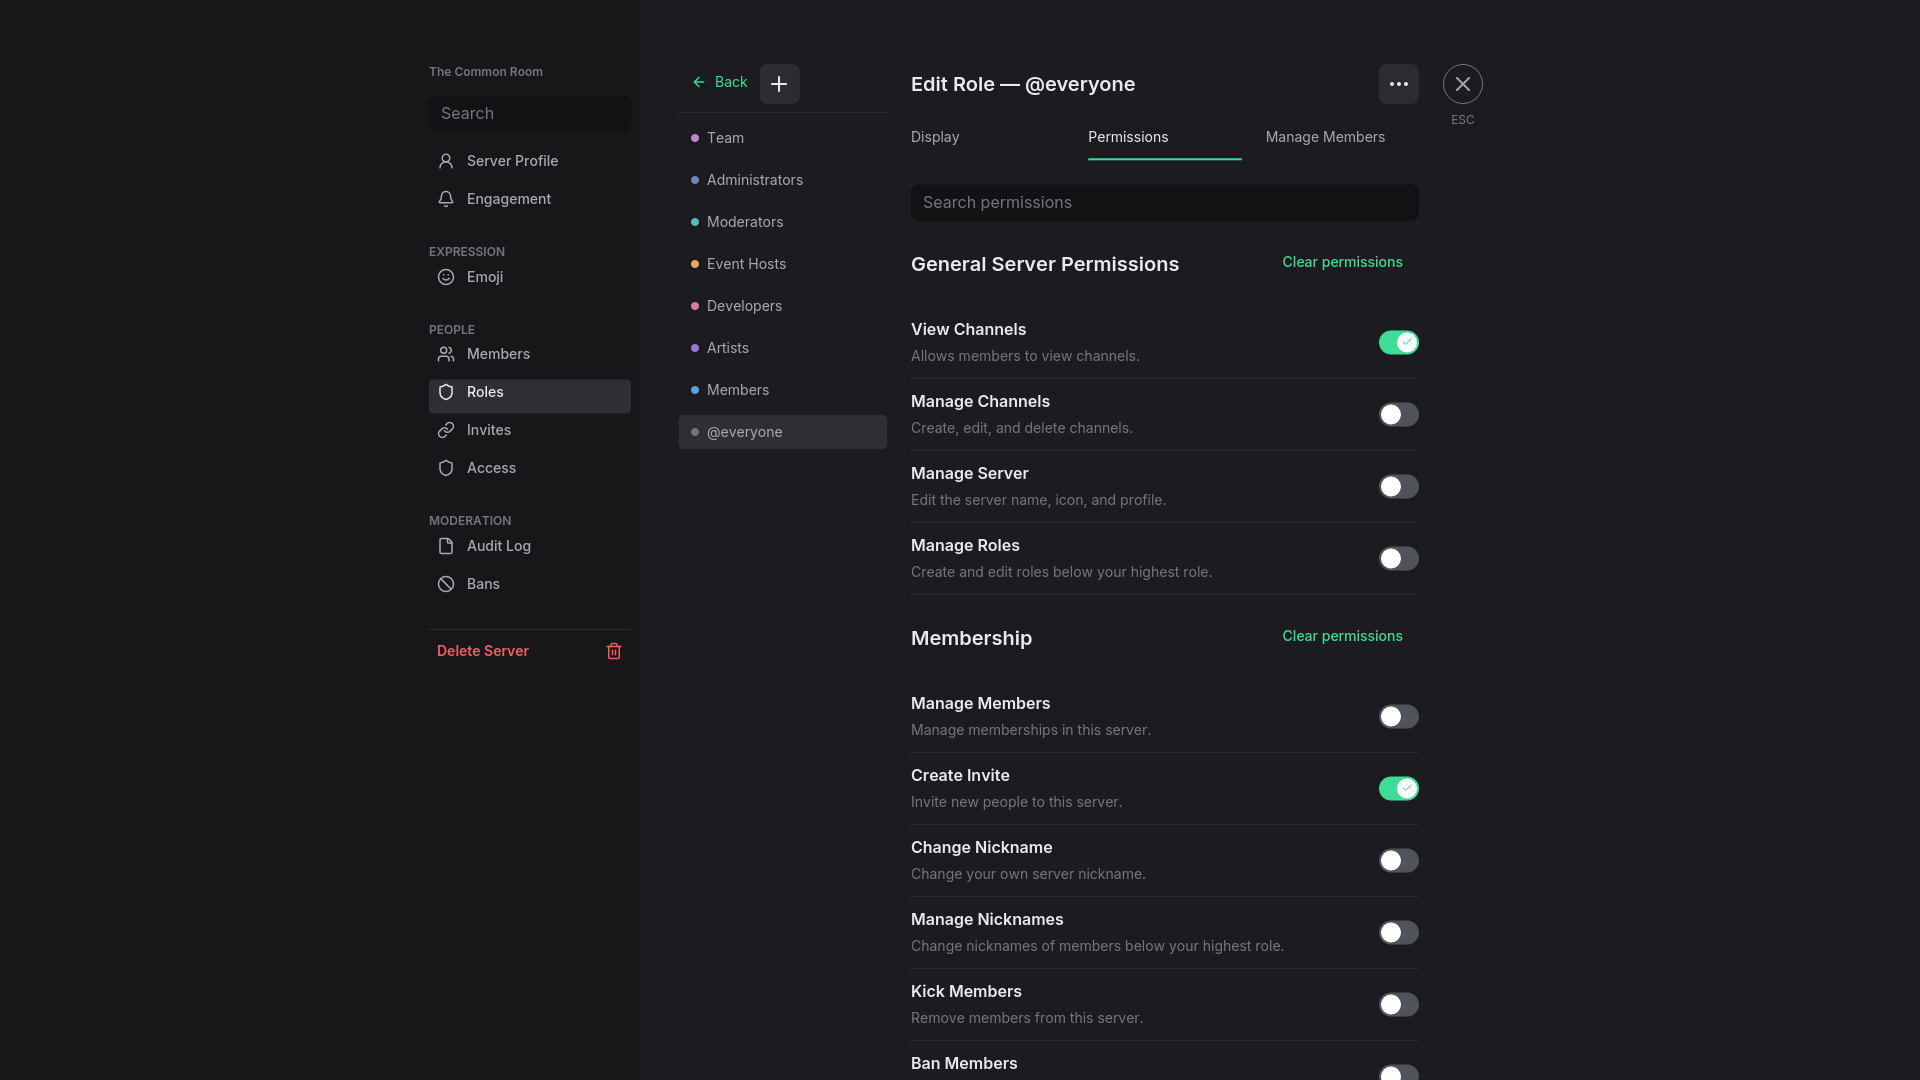 The Common Room
Search
Server Profile
Engagement
EXPRESSION
Emoji
PEOPLE
Members
Roles
Invites
Access
MODERATION
Audit Log
Bans
Delete Server
Back
Team
Administrators
Moderators
Event Hosts
Developers
Artists
Members
@everyone
Edit Role — @everyone
ESC
Display
Permissions
Manage Members
Search permissions
General Server Permissions
Clear permissions
View Channels
Allows members to view channels.
Manage Channels
Create, edit, and delete channels.
Manage Server
Edit the server name, icon, and profile.
Manage Roles
Create and edit roles below your highest role.
Membership
Clear permissions
Manage Members
Manage memberships in this server.
Create Invite
Invite new people to this server.
Change Nickname
Change your own server nickname.
Manage Nicknames
Change nicknames of members below your highest role.
Kick Members
Remove members from this server.
Ban Members